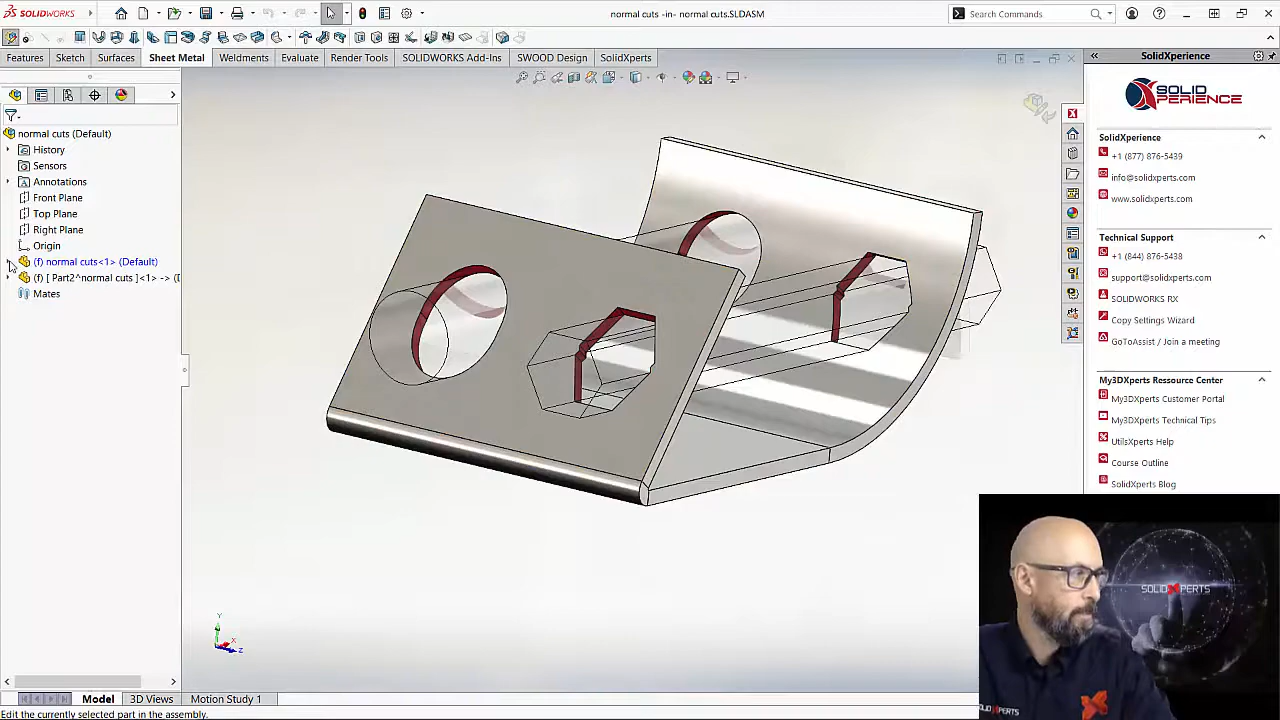 SOLIDWORKS
normal cuts -in- normal cuts.SLDASM
Search Commands
Features
Sketch
Surfaces
Sheet Metal
Weldments
Evaluate
Render Tools
SOLIDWORKS Add-Ins
SWOOD Design
SolidXperts
SolidXperience
normal cuts (Default)
History
Sensors
Annotations
Front Plane
Top Plane
Right Plane
Origin
(f) normal cuts<1> (Default)
(f) [ Part2^normal cuts ]<1> -> (D
Mates
SOLID
XPERIENCE
SolidXperience
+1 (877) 876-5439
info@solidxperts.com
www.solidxperts.com
Technical Support
+1 (844) 876-5438
support@solidxperts.com
SOLIDWORKS RX
Copy Settings Wizard
GoToAssist / Join a meeting
My3DXperts Ressource Center
My3DXperts Customer Portal
My3DXperts Technical Tips
UtilsXperts Help
Course Outline
SolidXperts Blog
SOLIDXPERTS
SOLIDXPERTS
Y
X
Z
Model
3D Views
Motion Study 1
Edit the currently selected part in the assembly.